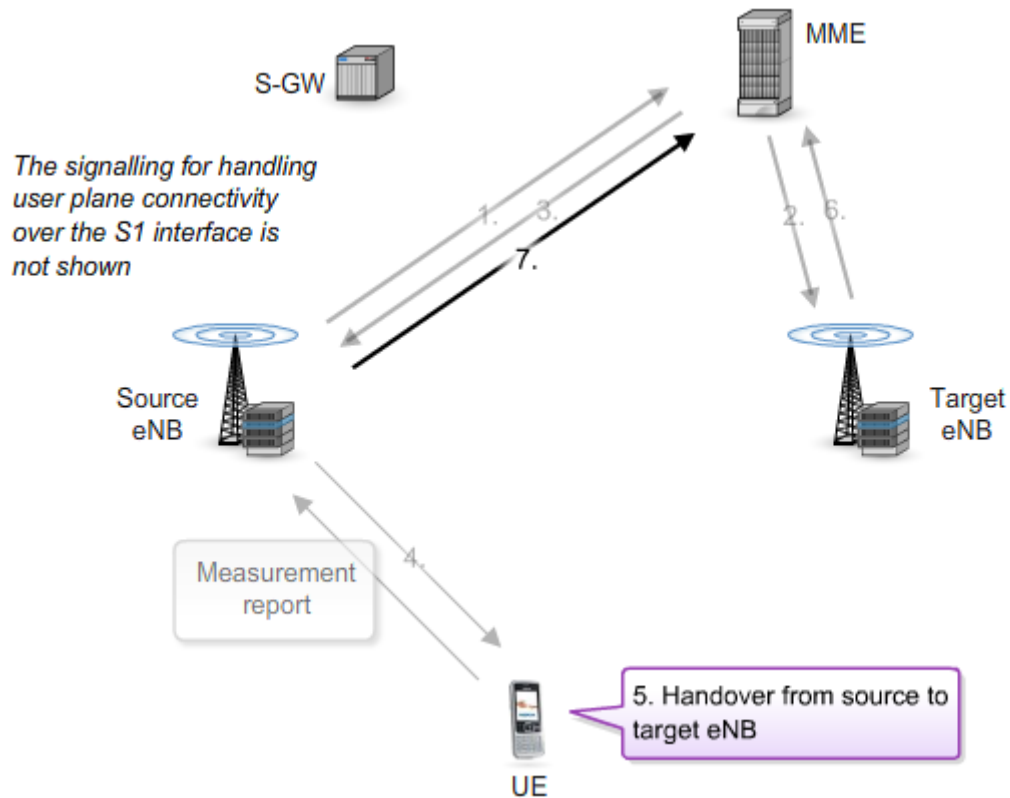 MME
S-GW
The signalling for handling
user plane connectivity
over the S1 interface is
not shown
1.
3.
2.
6.
7.
Source
eNB
Target
eNB
4.
Measurement
report
5. Handover from source to
target eNB
UE